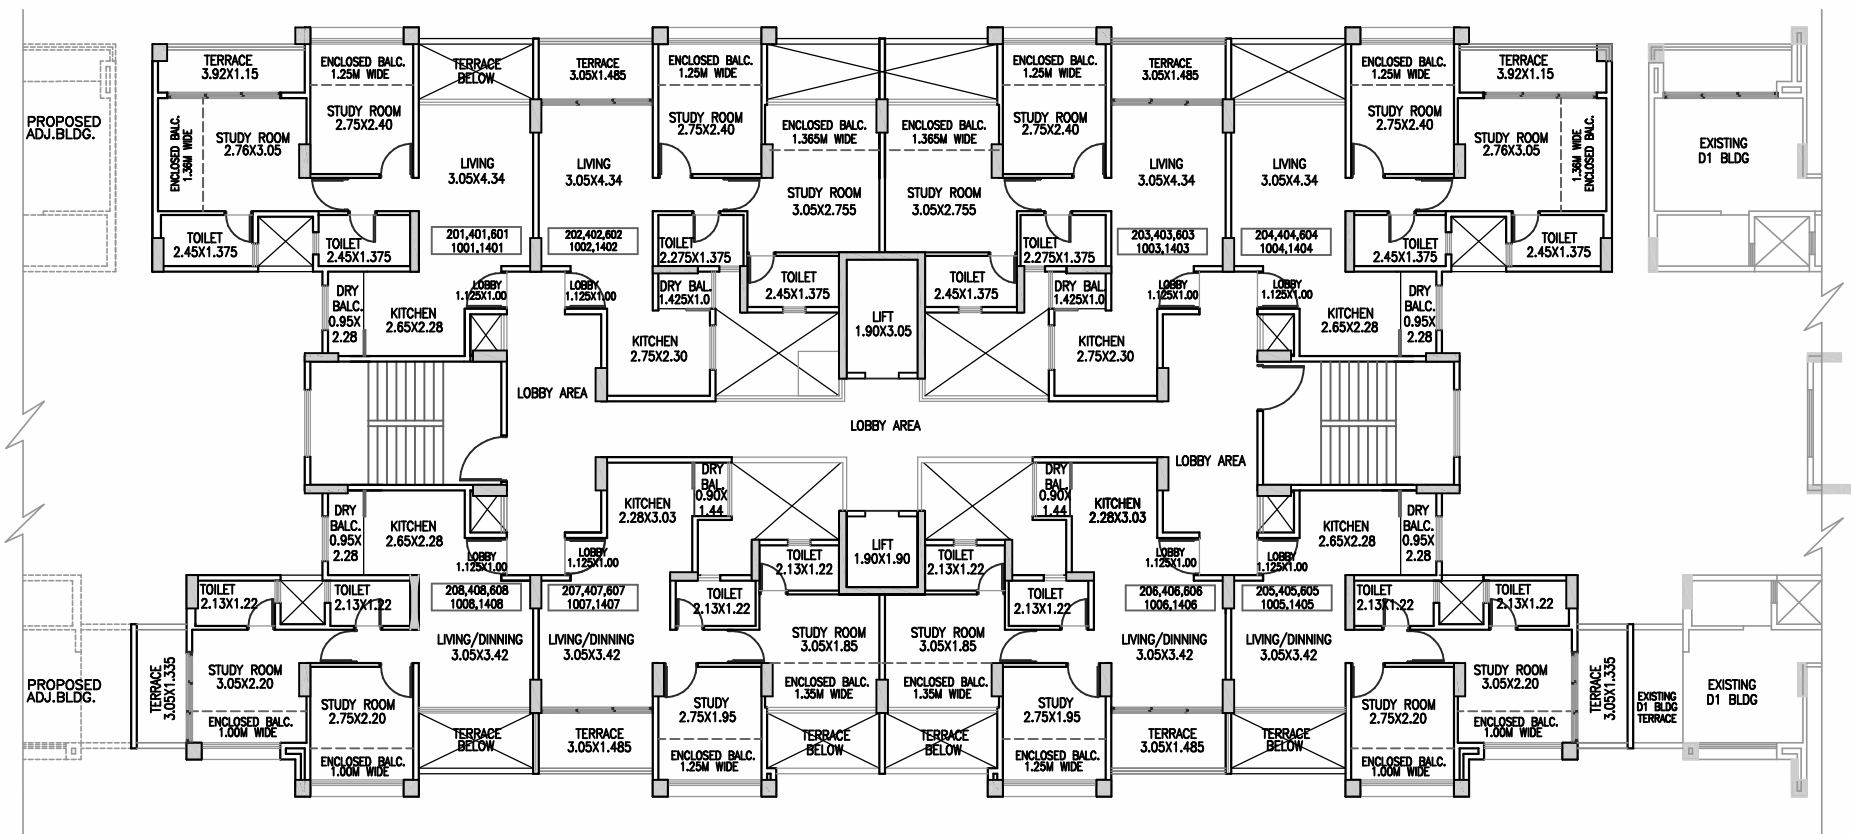 TERRACE
3.92X1.15
ENCLOSED BALC.
1.25M WIDE
TERRACE
BELOW
TERRACE
3.05X1.485
ENCLOSED BALC.
1.25M WIDE
ENCLOSED BALC.
1.25M WIDE
TERRACE
3.05X1.485
ENCLOSED BALC.
1.25M WIDE
TERRACE
3.92X1.15
PROPOSED
ADJ.BLDG.
ENCLOSED BALC.
1.36M WIDE
STUDY ROOM
2.76X3.05
STUDY ROOM
2.75X2.40
STUDY ROOM
2.75X2.40
ENCLOSED BALC.
1.365M WIDE
ENCLOSED BALC.
1.365M WIDE
STUDY ROOM
2.75X2.40
STUDY ROOM
2.75X2.40
STUDY ROOM
2.76X3.05
1.36M WIDE
ENCLOSED BALC.
EXISTING
D1 BLDG
LIVING
3.05X4.34
LIVING
3.05X4.34
STUDY ROOM
3.05X2.755
STUDY ROOM
3.05X2.755
LIVING
3.05X4.34
LIVING
3.05X4.34
TOILET
2.45X1.375
TOILET
2.45X1.375
201,401,601
1001,1401
202,402,602
1002,1402
TOILET
2.275X1.375
TOILET
2.275X1.375
203,403,603
1003,1403
204,404,604
1004,1404
TOILET
2.45X1.375
TOILET
2.45X1.375
DRY
BALC.
0.95X
2.28
KITCHEN
2.65X2.28
LOBBY
1.125X1.00
LOBBY
1.125X1.00
DRY BAL.
1.425X1.0
TOILET
2.45X1.375
LIFT
1.90X3.05
TOILET
2.45X1.375
DRY BAL.
1.425X1.0
LOBBY
1.125X1.00
LOBBY
1.125X1.00
KITCHEN
2.65X2.28
DRY
BALC.
0.95X
2.28
KITCHEN
2.75X2.30
KITCHEN
2.75X2.30
LOBBY AREA
LOBBY AREA
LOBBY AREA
DRY
BALC.
0.95X
2.28
KITCHEN
2.65X2.28
LOBBY
1.125X1.00
KITCHEN
2.28X3.03
DRY
BAL.
0.90X
1.44
LIFT
1.90X1.90
DRY
BAL.
0.90X
1.44
KITCHEN
2.28X3.03
LOBBY
1.125X1.00
LOBBY
1.125X1.00
KITCHEN
2.65X2.28
DRY
BALC.
0.95X
2.28
TOILET
2.13X1.22
TOILET
2.13X1.22
TOILET
2.13X1.22
TOILET
2.13X1.22
208,408,608
1008,1408
207,407,607
1007,1407
TOILET
2.13X1.22
TOILET
2.13X1.22
206,406,606
1006,1406
205,405,605
1005,1405
TOILET
2.13X1.22
TOILET
2.13X1.22
PROPOSED
ADJ.BLDG.
TERRACE
3.05X1.335
STUDY ROOM
3.05X2.20
LIVING/DINNING
3.05X3.42
LIVING/DINNING
3.05X3.42
STUDY ROOM
3.05X1.85
STUDY ROOM
3.05X1.85
LIVING/DINNING
3.05X3.42
LIVING/DINNING
3.05X3.42
STUDY ROOM
3.05X2.20
TERRACE
3.05X1.335
EXISTING
D1 BLDG
TERRACE
EXISTING
D1 BLDG
ENCLOSED BALC.
1.00M WIDE
STUDY ROOM
2.75X2.20
STUDY
2.75X1.95
ENCLOSED BALC.
1.35M WIDE
ENCLOSED BALC.
1.35M WIDE
STUDY
2.75X1.95
STUDY ROOM
2.75X2.20
ENCLOSED BALC.
1.00M WIDE
ENCLOSED BALC.
1.00M WIDE
TERRACE
BELOW
TERRACE
3.05X1.485
ENCLOSED BALC.
1.25M WIDE
TERRACE
BELOW
TERRACE
BELOW
ENCLOSED BALC.
1.25M WIDE
TERRACE
3.05X1.485
TERRACE
BELOW
ENCLOSED BALC.
1.00M WIDE